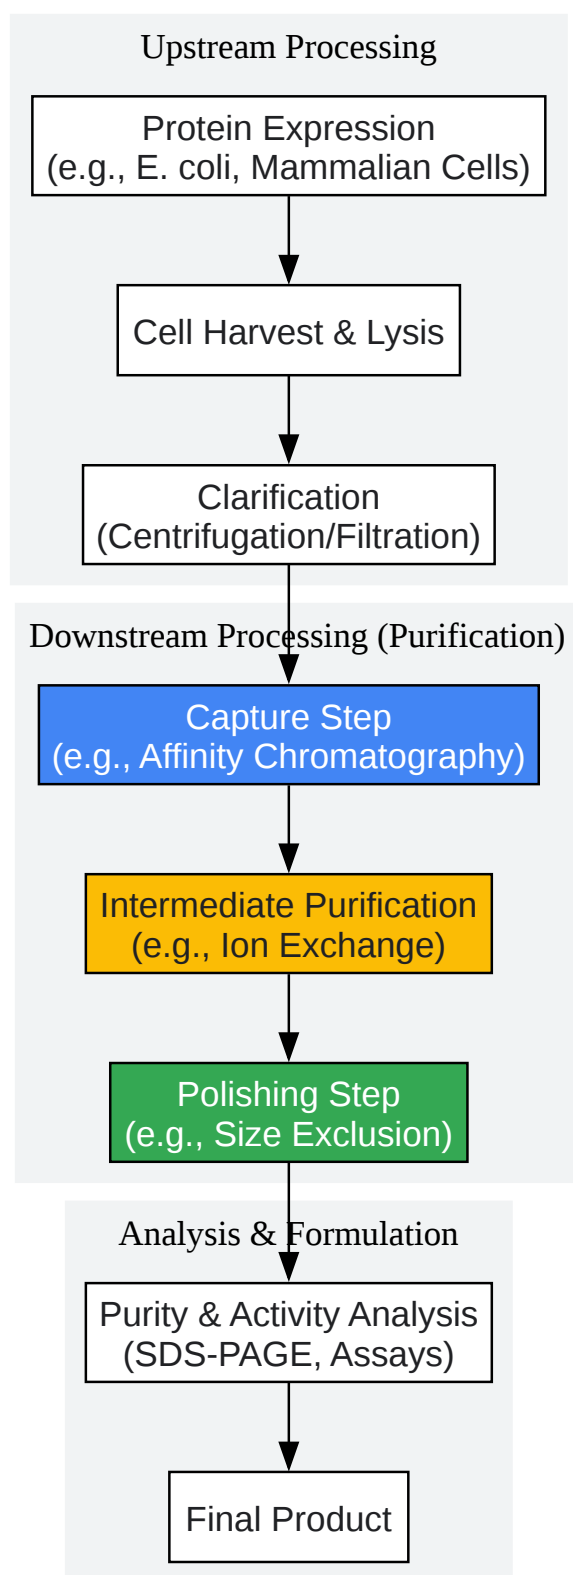 Upstream Processing
Protein Expression
(e.g., E. coli, Mammalian Cells)
Cell Harvest & Lysis
Clarification
(Centrifugation/Filtration)
Downstream Processing (Purification)
Capture Step
(e.g., Affinity Chromatography)
Intermediate Purification
(e.g., Ion Exchange)
Polishing Step
(e.g., Size Exclusion)
Analysis & Formulation
Purity & Activity Analysis
(SDS-PAGE, Assays)
Final Product